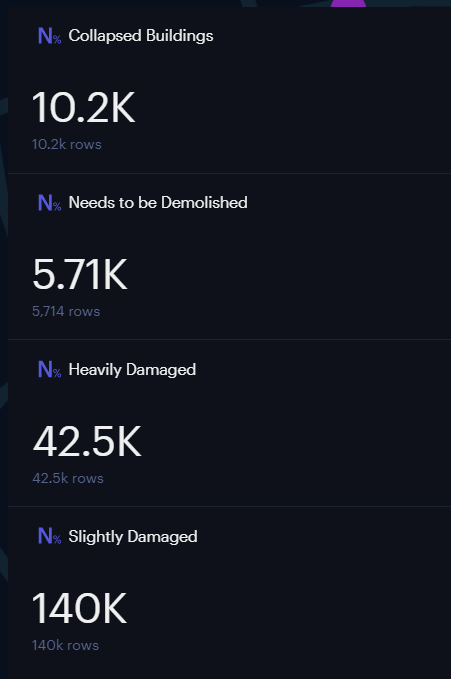 N% Collapsed Buildings
10.2K
10.2k rows
N% Needs to be Demolished
5.71K
5,714 rows
N% Heavily Damaged
42.5K
42.5k rows
N% Slightly Damaged
140K
140k rows